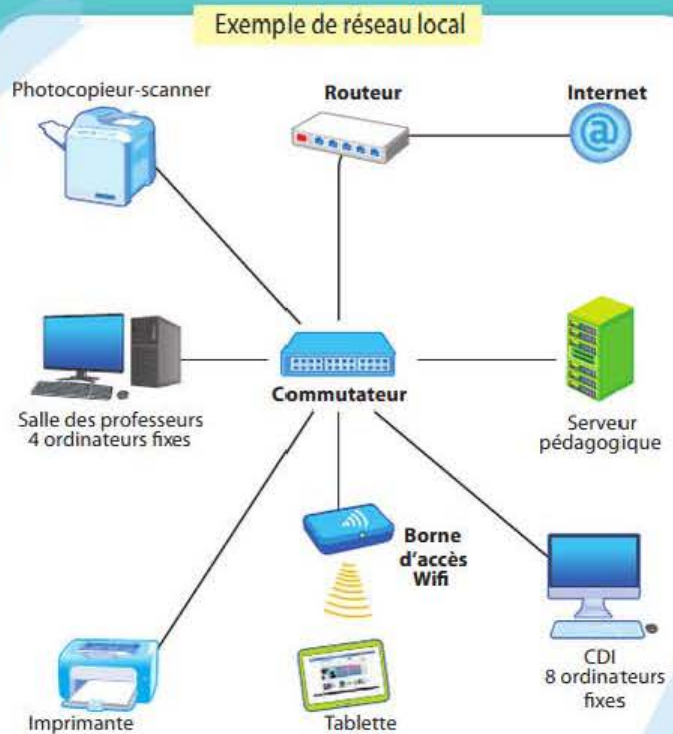 Exemple de réseau local
Photocopieur-scanner
Routeur
Internet
@
Commutateur
Salle des professeurs
4 ordinateurs fixes
Serveur
pédagogique
Borne
d'accès
Wifi
CDI
8 ordinateurs
fixes
Imprimante
Tablette